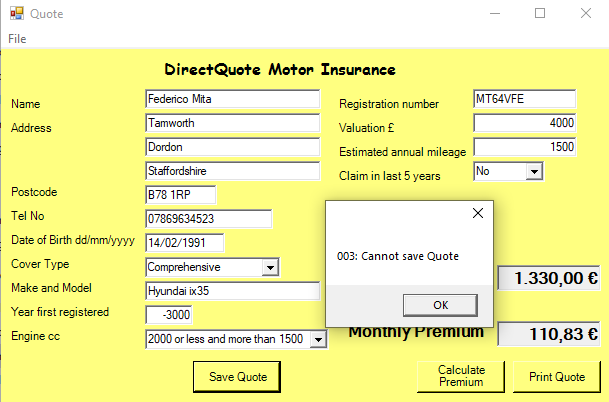 Quote
File
DirectQuote Motor Insurance
Name
Federico Mita
Registration number
MT64VFE
Address
Tamworth
Valuation £
4000
Dordon
Estimated annual mileage
1500
Staffordshire
Claim in last 5 years
No
Postcode
B78 1RP
Tel No
07869634523
Date of Birth dd/mm/yyyy
14/02/1991
003: Cannot save Quote
Cover Type
Comprehensive
1.330,00 €
Make and Model
Hyundai ix35
OK
Year first registered
-3000
Monthly Premium
110,83 €
Engine cc
2000 or less and more than 1500
Save Quote
Calculate
Premium
Print Quote